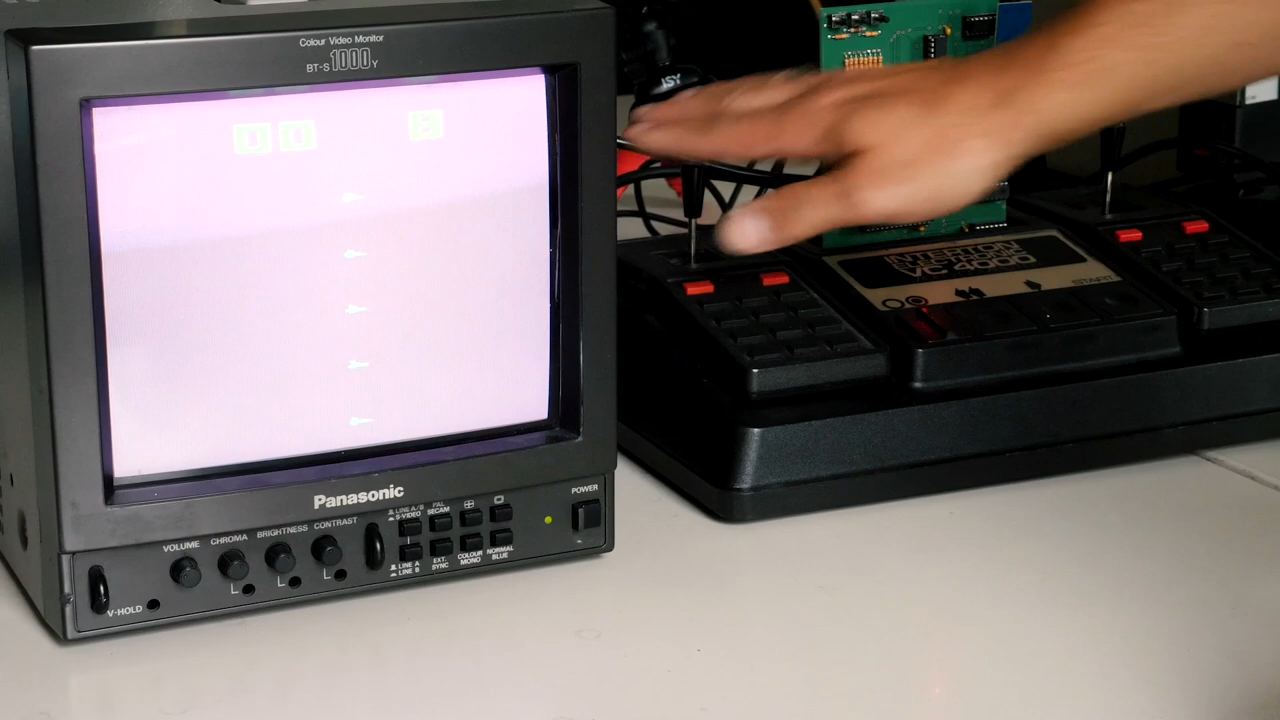 Colour Video Monitor
BT-S1000Y
Panasonic
VOLUME
CHROMA
BRIGHTNESS
CONTRAST
V-HOLD
LINE A/B
S-VIDEO
PAL
SECAM
LINE A
LINE B
EXT.
SYNC
COLOUR
MONO
NORMAL
BLUE
POWER
INTERTON
ELECTRONIC
VC 4000
START